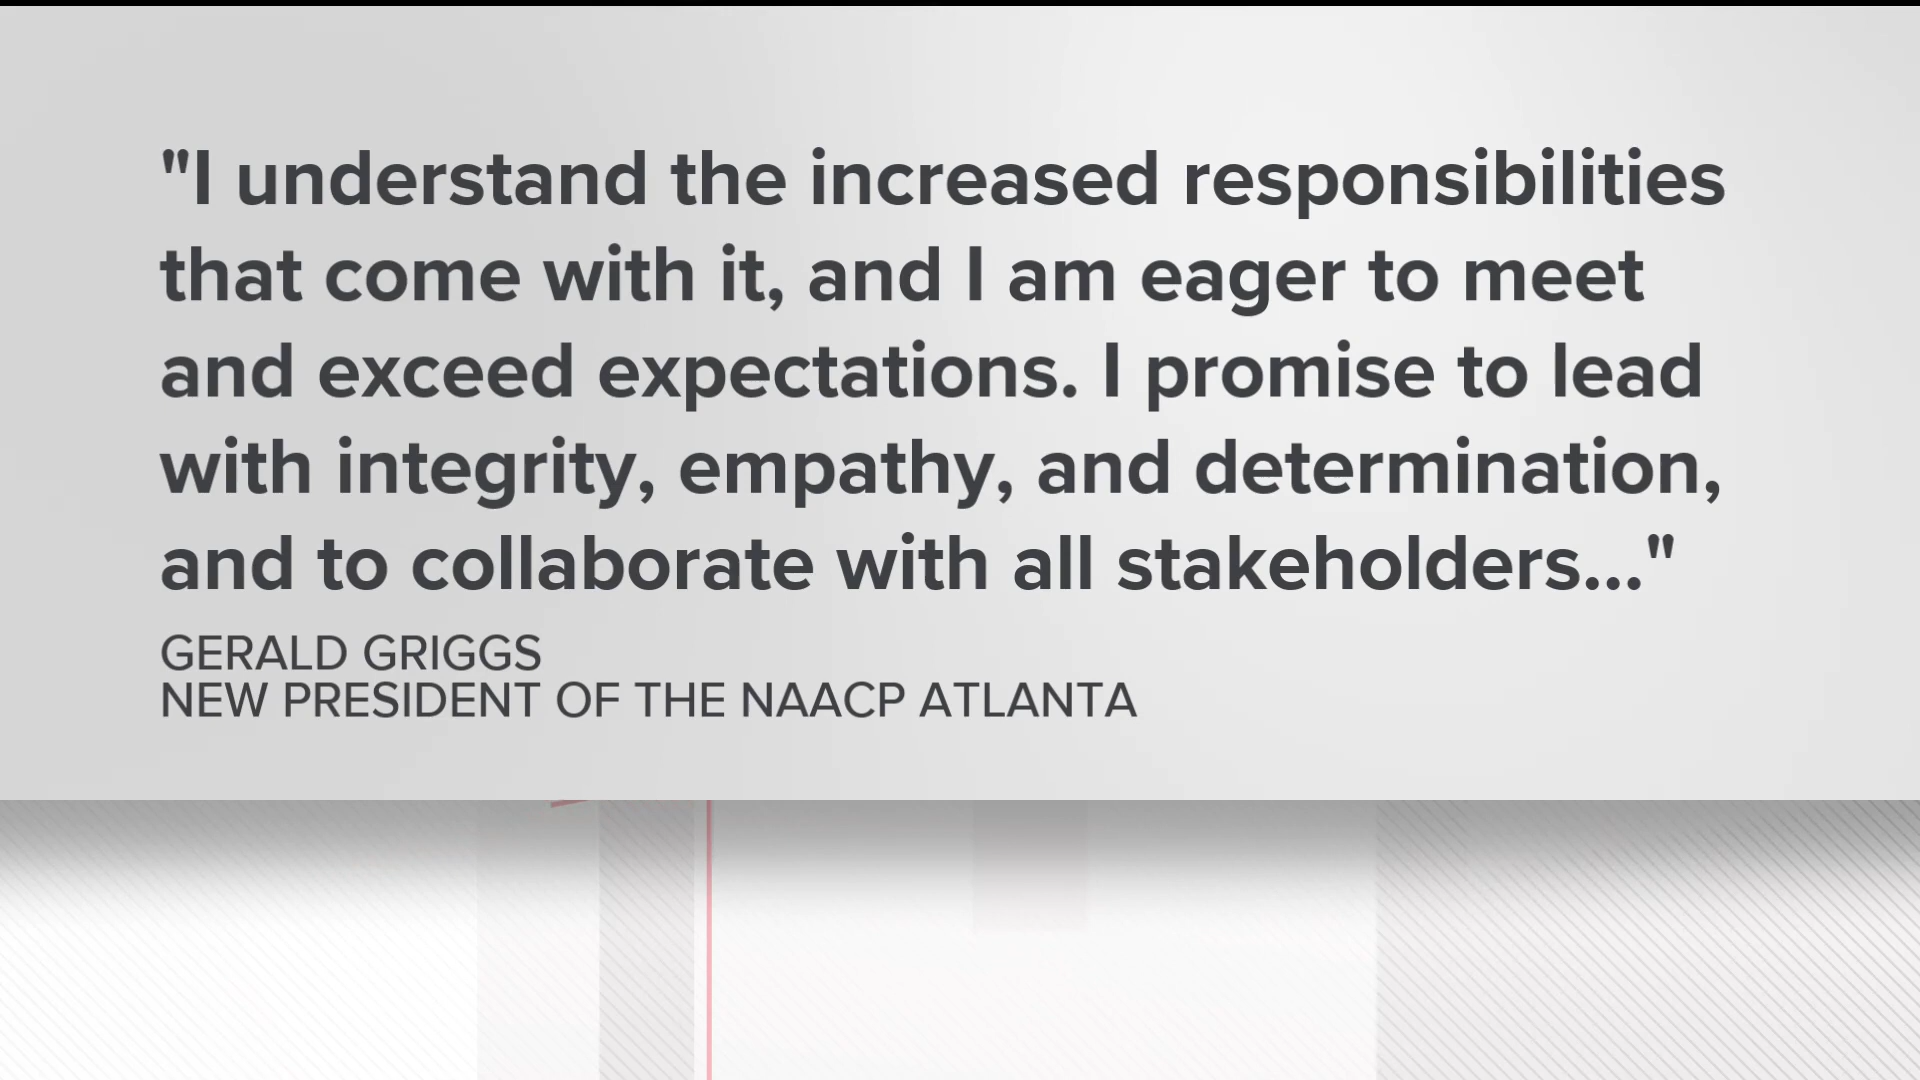 "I understand the increased responsibilities
that come with it, and I am eager to meet
and exceed expectations. I promise to lead
with integrity, empathy, and determination,
and to collaborate with all stakeholders..."
GERALD GRIGGS
NEW PRESIDENT OF THE NAACP ATLANTA